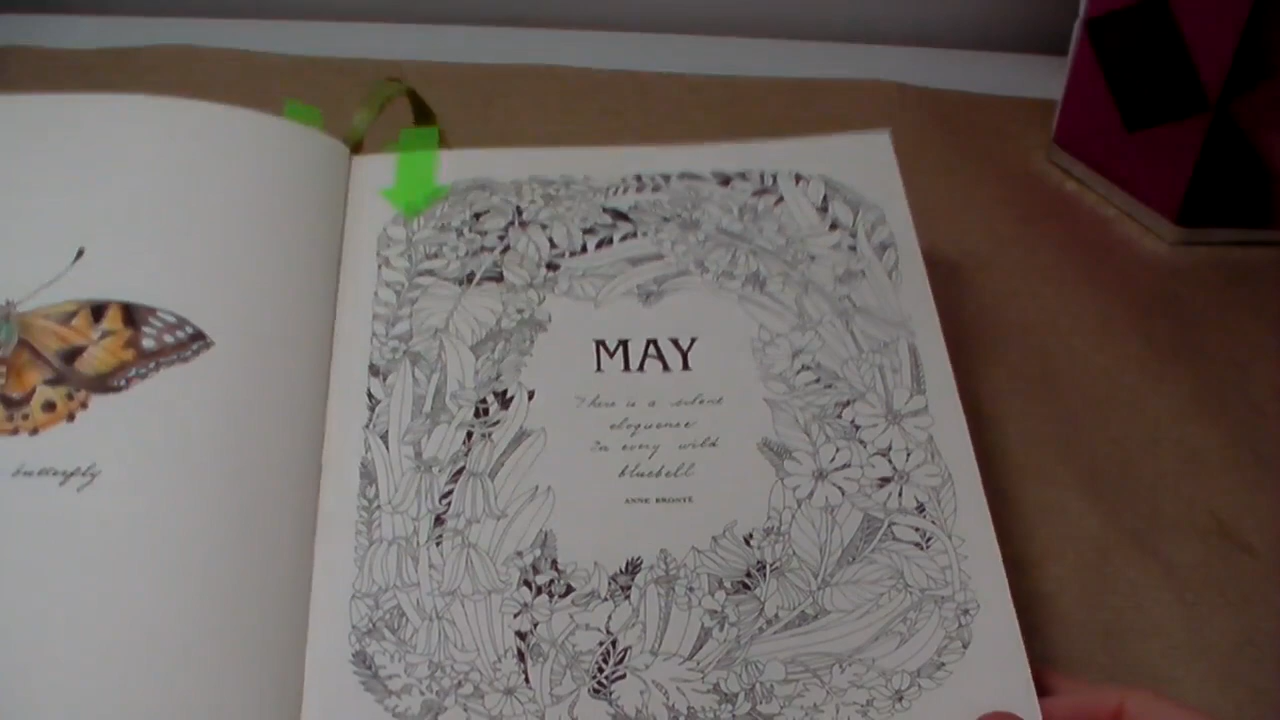 butterfly
MAY
There is a silent
eloquence
In every wild
bluebell
ANNE BRONTË